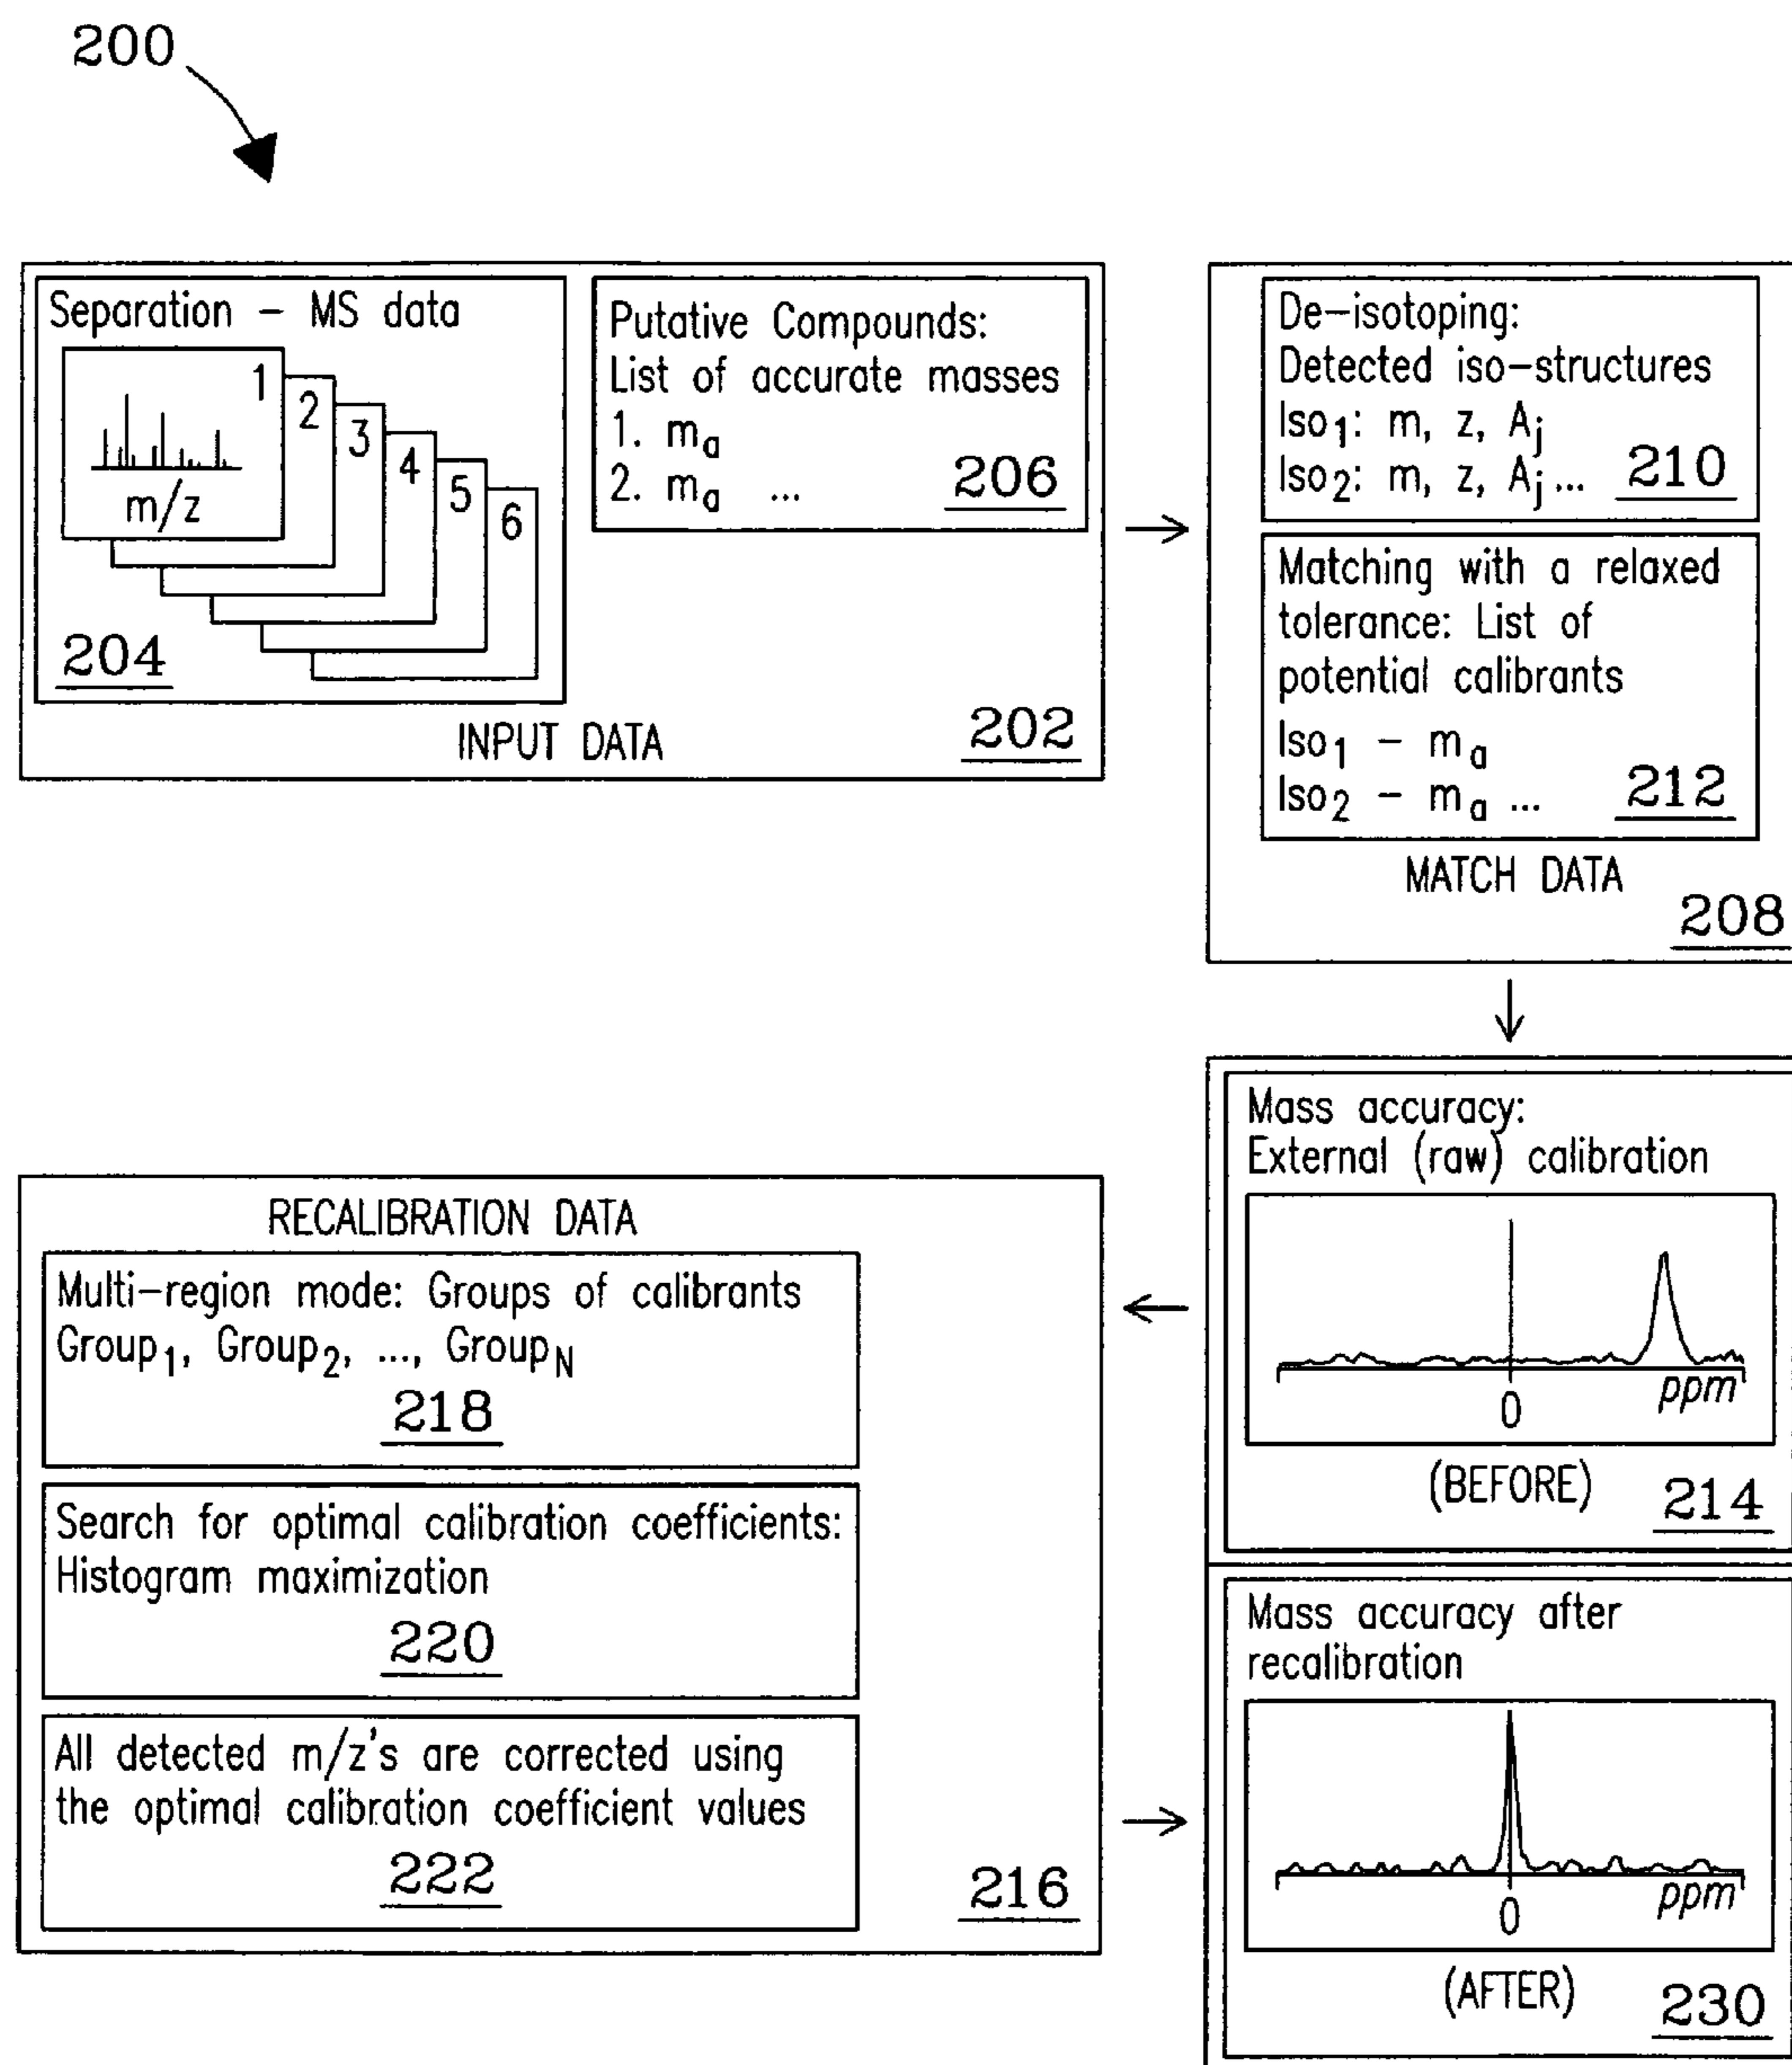 200
Separation – MS data
1
2
3
4
5
6
m/z
204
Putative Compounds:
List of accurate masses
1. mₐ
2. mₐ ...
206
INPUT DATA
202
De-isotoping:
Detected iso-structures
Iso₁: m, z, Aⱼ
Iso₂: m, z, Aⱼ...
210
Matching with a relaxed
tolerance: List of
potential calibrants
Iso₁ – mₐ
Iso₂ – mₐ ...
212
MATCH DATA
208
Mass accuracy:
External (raw) calibration
0
ppm
(BEFORE)
214
RECALIBRATION DATA
Multi-region mode: Groups of calibrants
Group₁, Group₂, ..., Group_N
218
Search for optimal calibration coefficients:
Histogram maximization
220
All detected m/z's are corrected using
the optimal calibration coefficient values
222
216
Mass accuracy after
recalibration
0
ppm
(AFTER)
230